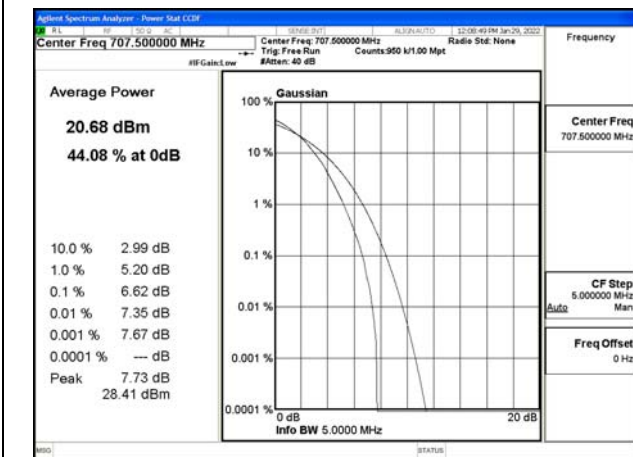 Agilent Spectrum Analyzer - Power Stat CCDF
RL RF 50 Ω AC SENSE:INT ALIGN AUTO 12:08:49 PM Jan 29, 2022
Center Freq 707.500000 MHz
Center Freq: 707.500000 MHz
Radio Std: None
Trig: Free Run Counts:950 k/1.00 Mpt
#IFGain:Low #Atten: 40 dB
Frequency
Average Power
20.68 dBm
44.08 % at 0dB
10.0 % 2.99 dB
1.0 % 5.20 dB
0.1 % 6.62 dB
0.01 % 7.35 dB
0.001 % 7.67 dB
0.0001 % --- dB
Peak 7.73 dB
28.41 dBm
Gaussian
100 %
10 %
1 %
0.1 %
0.01 %
0.001 %
0.0001 %
0 dB 20 dB
Info BW 5.0000 MHz
Center Freq
707.500000 MHz
CF Step
5.000000 MHz
Auto Man
Freq Offset
0 Hz
MSG STATUS